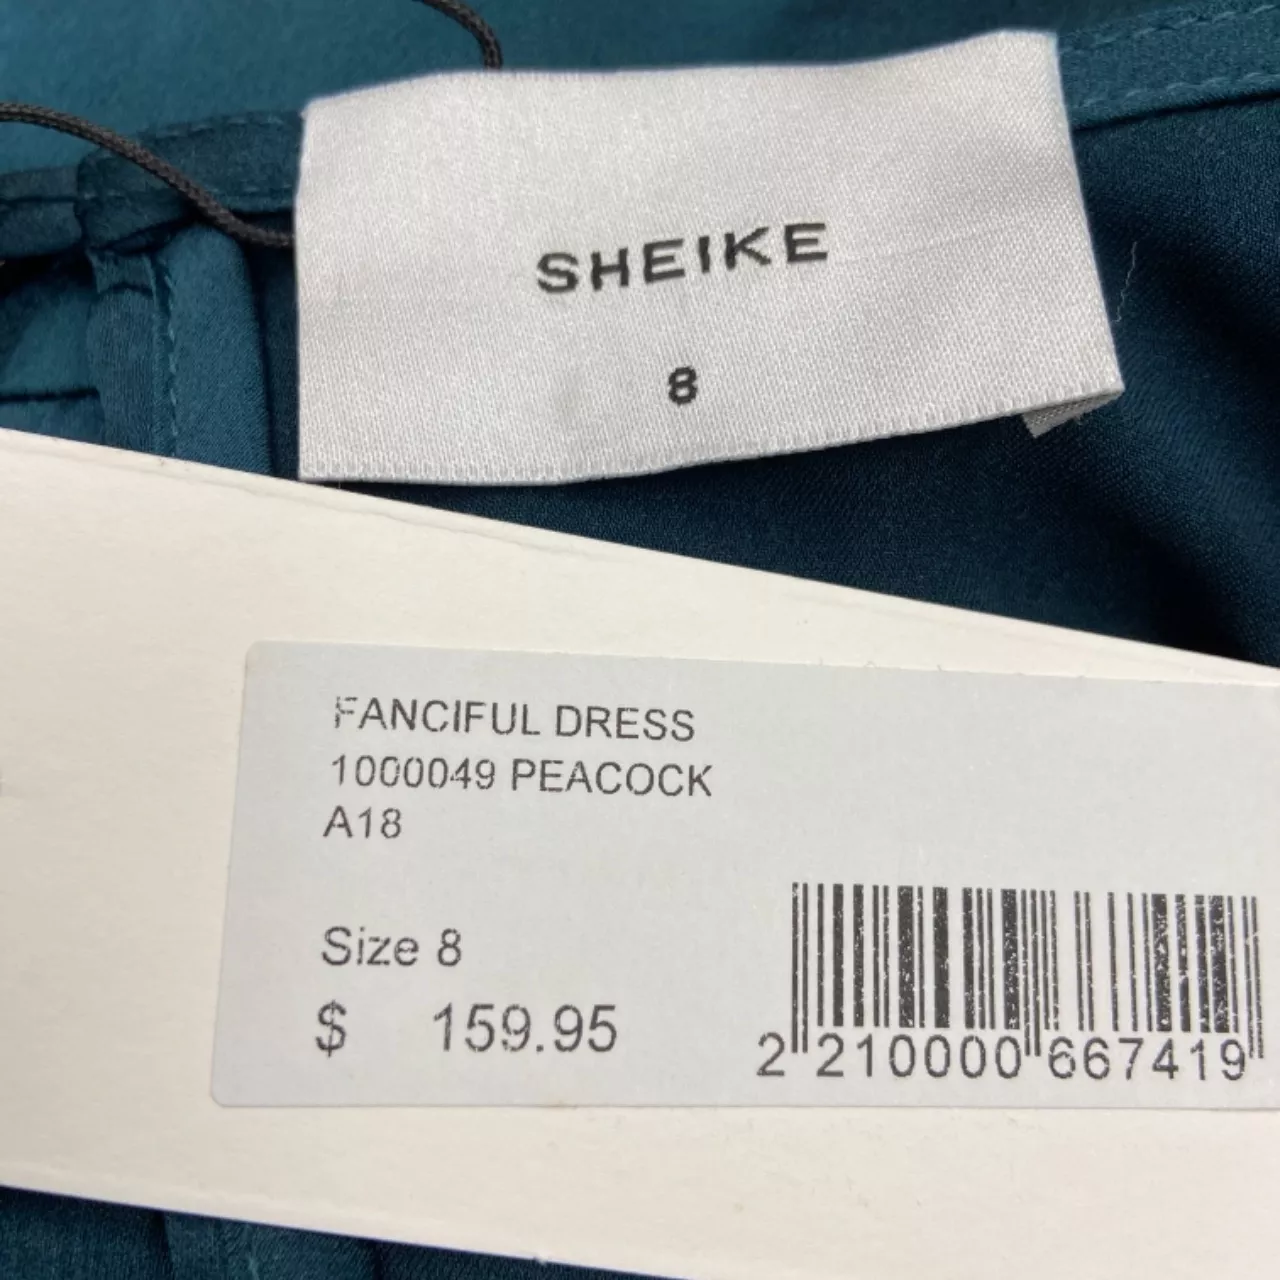 SHEIKE
8
FANCIFUL DRESS
1000049 PEACOCK
A18
Size 8
$ 159.95
2 210000 667419